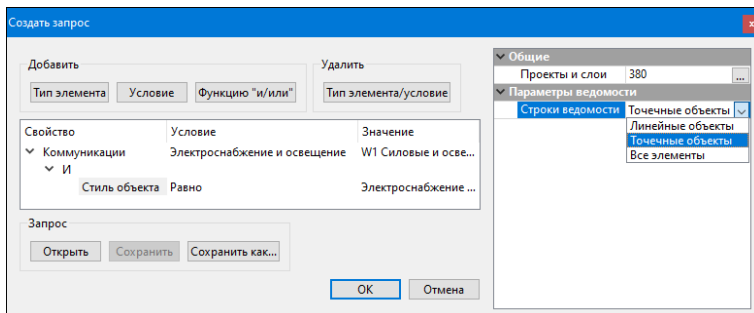 Создать запрос
x
Добавить
Тип элемента
Условие
Функцию "и/или"
Удалить
Тип элемента/условие
Свойство Условие Значение
Коммуникации Электроснабжение и освещение W1 Силовые и осве...
И
Стиль объекта Равно Электроснабжение ...
Запрос
Открыть
Сохранить
Сохранить как...
OK
Отмена
Общие
Проекты и слои 380 ...
Параметры ведомости
Строки ведомости Точечные объекты
Линейные объекты
Точечные объекты
Все элементы